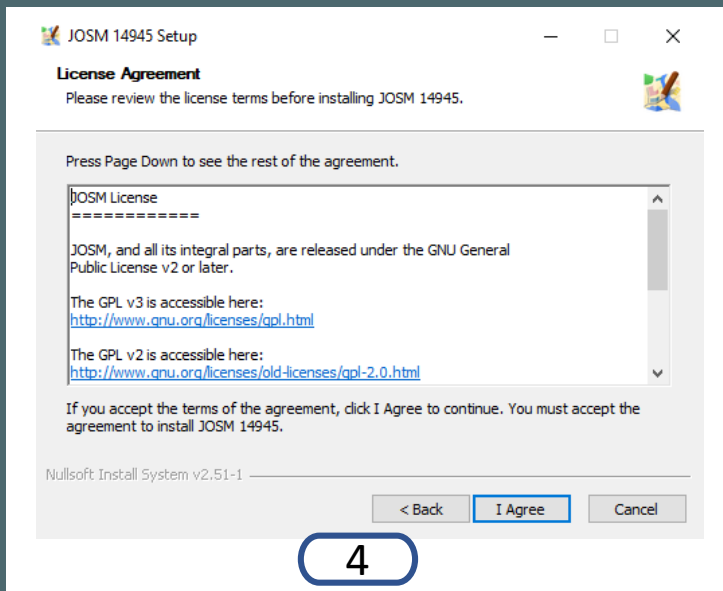 JOSM 14945 Setup
License Agreement
Please review the license terms before installing JOSM 14945.
Press Page Down to see the rest of the agreement.
JOSM License
============
JOSM, and all its integral parts, are released under the GNU General
Public License v2 or later.
The GPL v3 is accessible here:
http://www.gnu.org/licenses/gpl.html
The GPL v2 is accessible here:
http://www.gnu.org/licenses/old-licenses/gpl-2.0.html
If you accept the terms of the agreement, click I Agree to continue. You must accept the
agreement to install JOSM 14945.
Nullsoft Install System v2.51-1
< Back I Agree Cancel
4